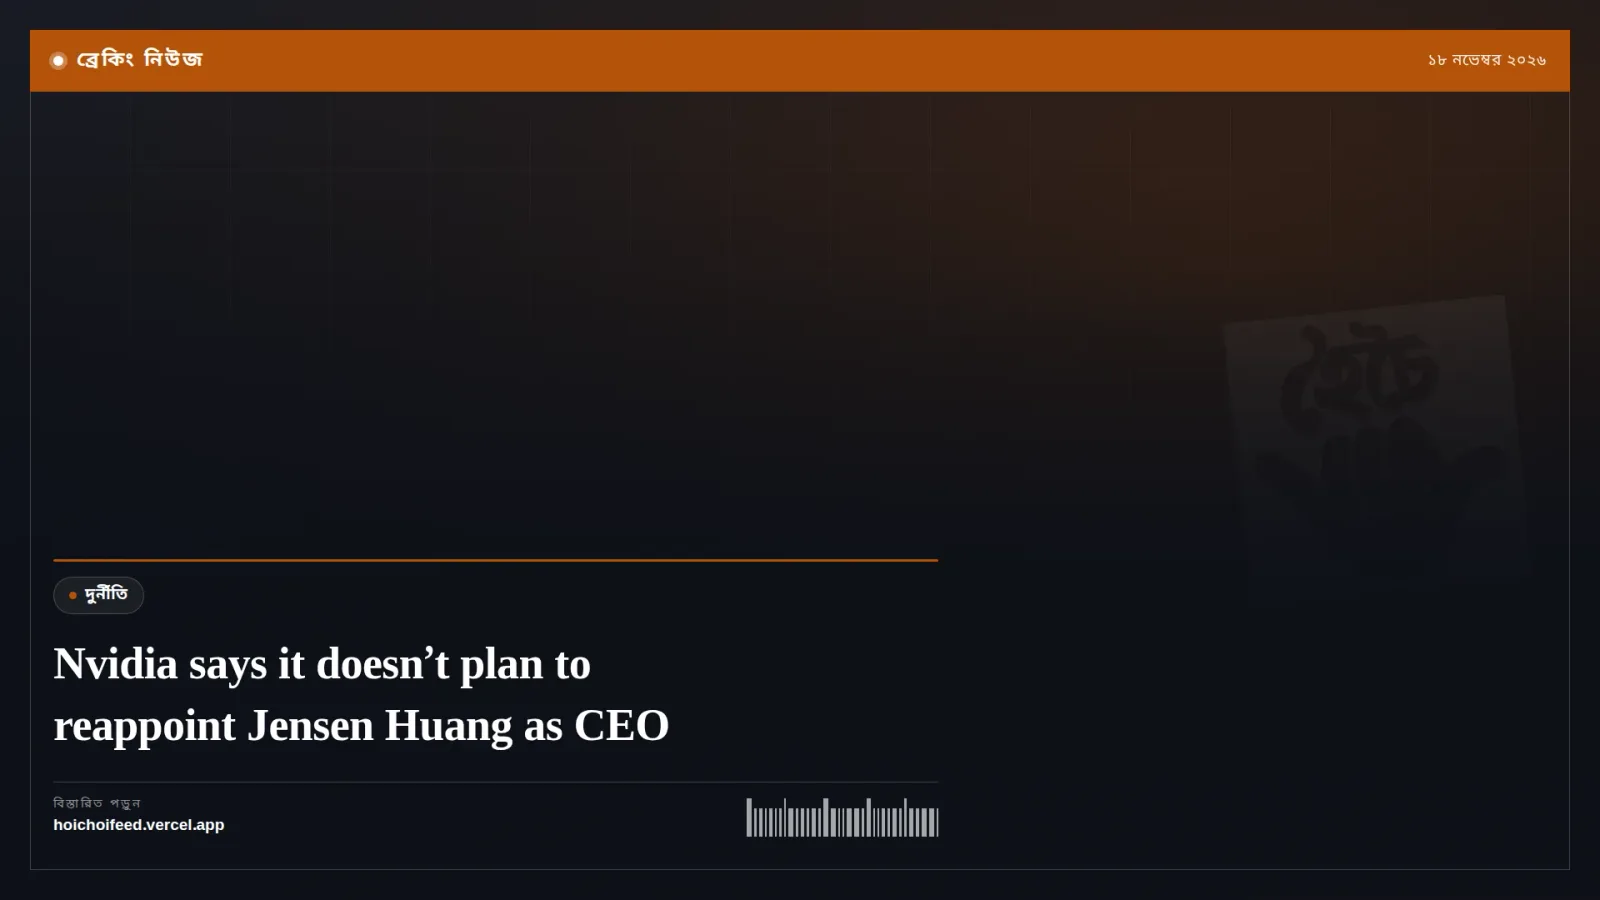 ব্রেকিং নিউজ
১৮ নভেম্বর ২০২৬
হৈচৈ
দুর্নীতি
Nvidia says it doesn’t plan to
reappoint Jensen Huang as CEO
বিস্তারিত পড়ুন
hoichoifeed.vercel.app